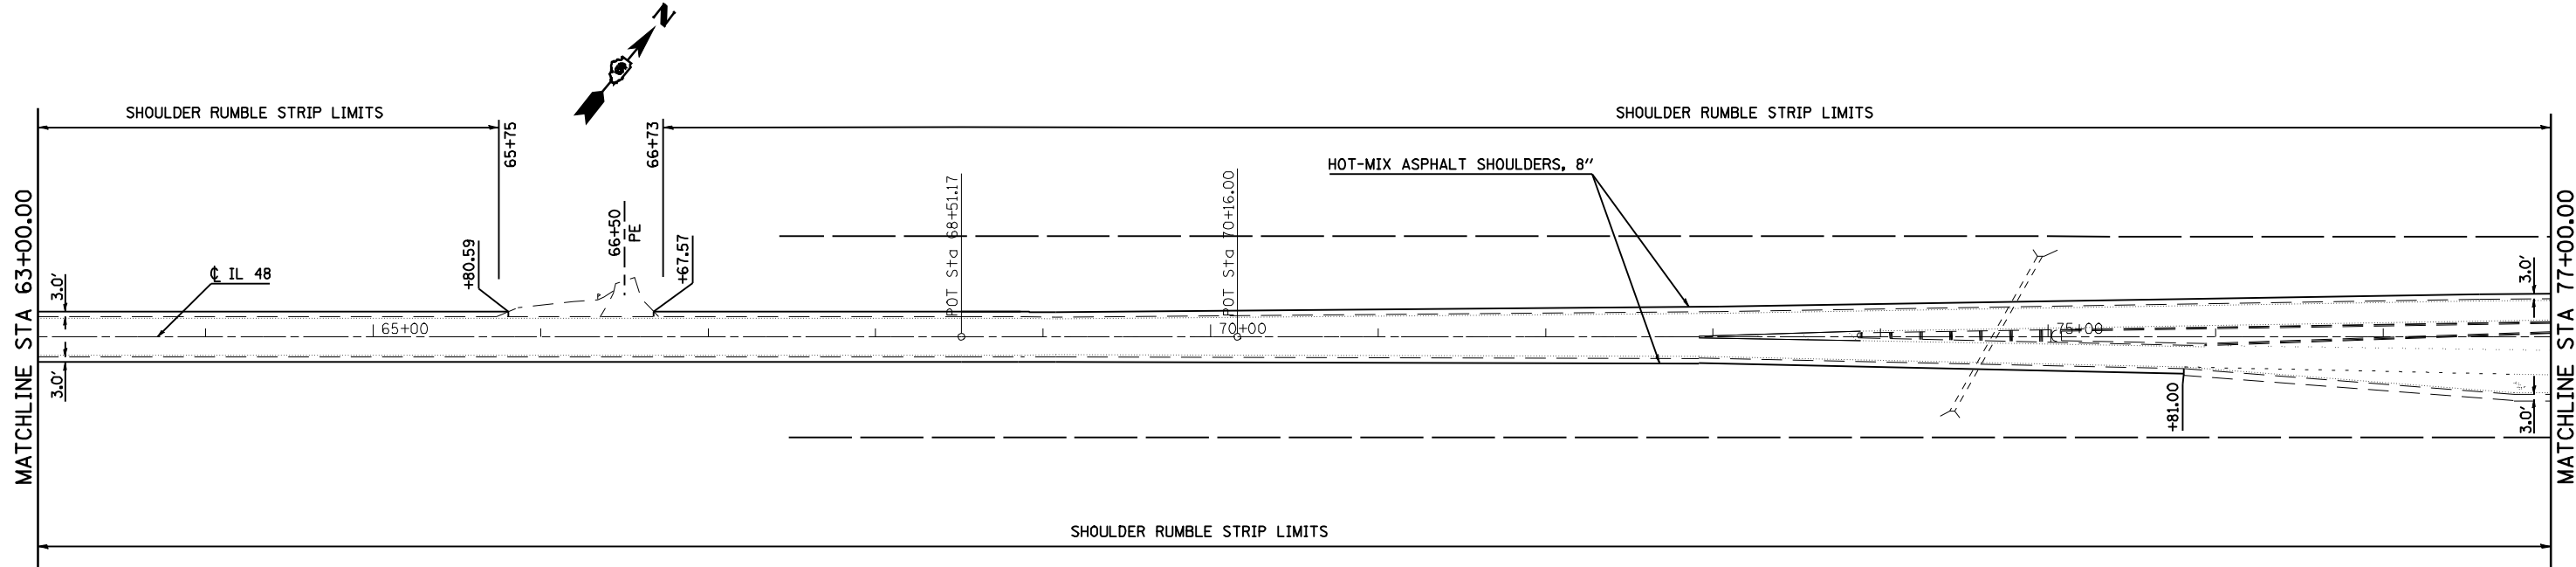 N
SHOULDER RUMBLE STRIP LIMITS
SHOULDER RUMBLE STRIP LIMITS
65+75
66+73
HOT-MIX ASPHALT SHOULDERS, 8"
MATCHLINE STA 63+00.00
MATCHLINE STA 77+00.00
POT Sta 68+51.17
POT Sta 70+16.00
66+50
PE
+80.59
+67.57
℄ IL 48
3.0'
3.0'
65+00
70+00
75+00
3.0'
3.0'
+81.00
SHOULDER RUMBLE STRIP LIMITS